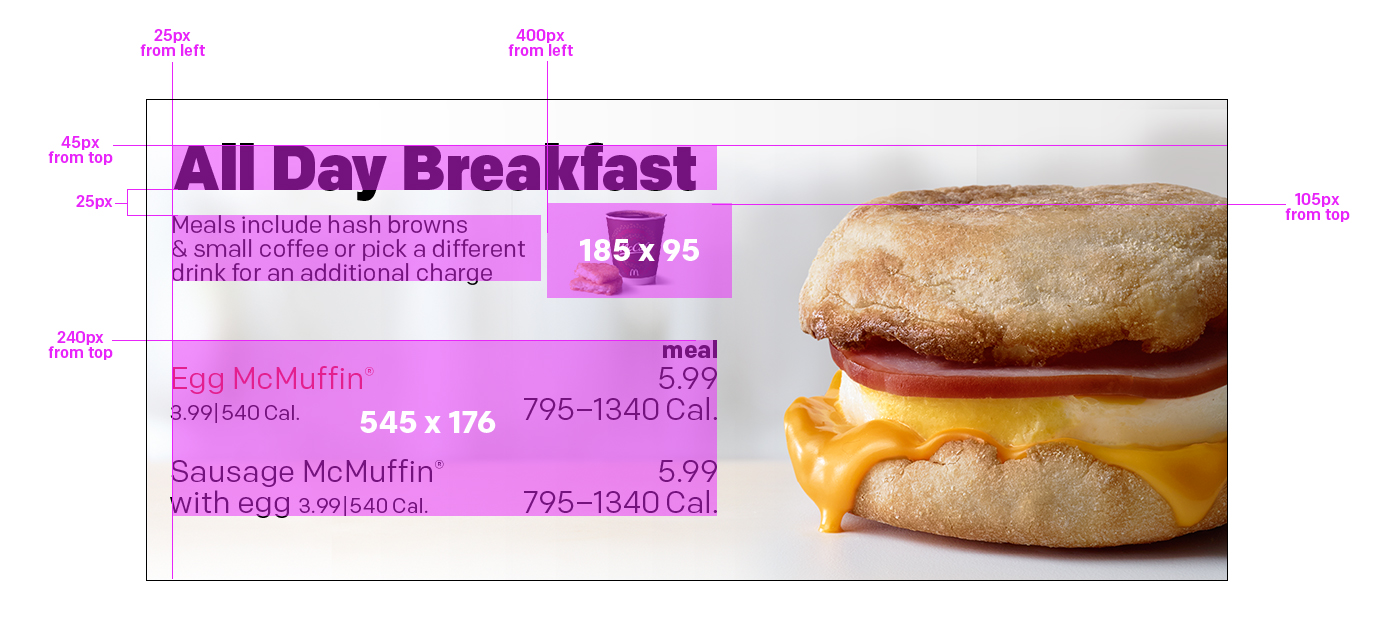 25px
from left
400px
from left
45px
from top
All Day Breakfast
25px
105px
from top
Meals include hash browns
& small coffee or pick a different
drink for an additional charge
185 x 95
240px
from top
meal
Egg McMuffin® 5.99
3.99|540 Cal. 795–1340 Cal.
545 x 176
Sausage McMuffin® 5.99
with egg 3.99|540 Cal. 795–1340 Cal.